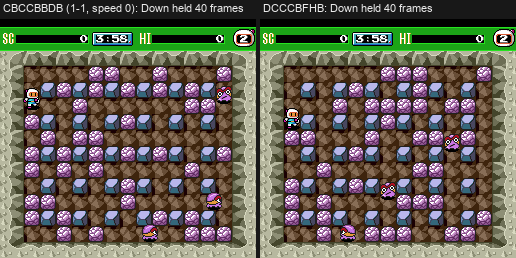 CBCCBBDB (1-1, speed 0): Down held 40 frames
DCCCBFHB: Down held 40 frames
SC 0 3:58 HI 0 2
SC 0 3:58 HI 0 2